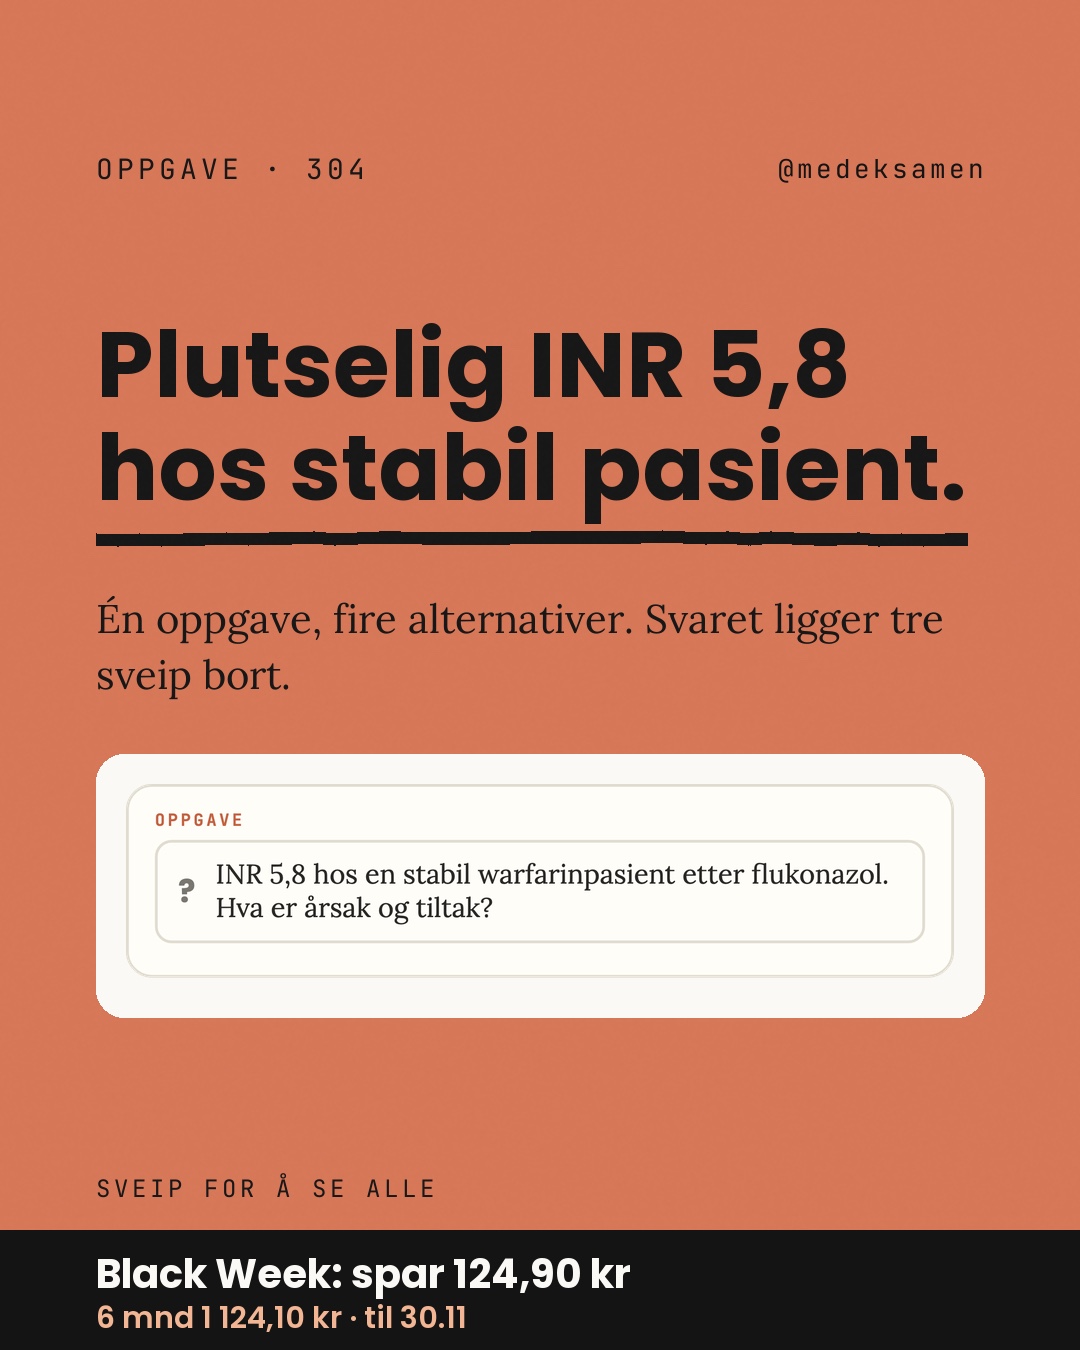 OPPGAVE · 304
@medeksamen
Plutselig INR 5,8
hos stabil pasient.
Én oppgave, fire alternativer. Svaret ligger tre
sveip bort.
OPPGAVE
? INR 5,8 hos en stabil warfarinpasient etter flukonazol.
Hva er årsak og tiltak?
SVEIP FOR Å SE ALLE
Black Week: spar 124,90 kr
6 mnd 1 124,10 kr · til 30.11